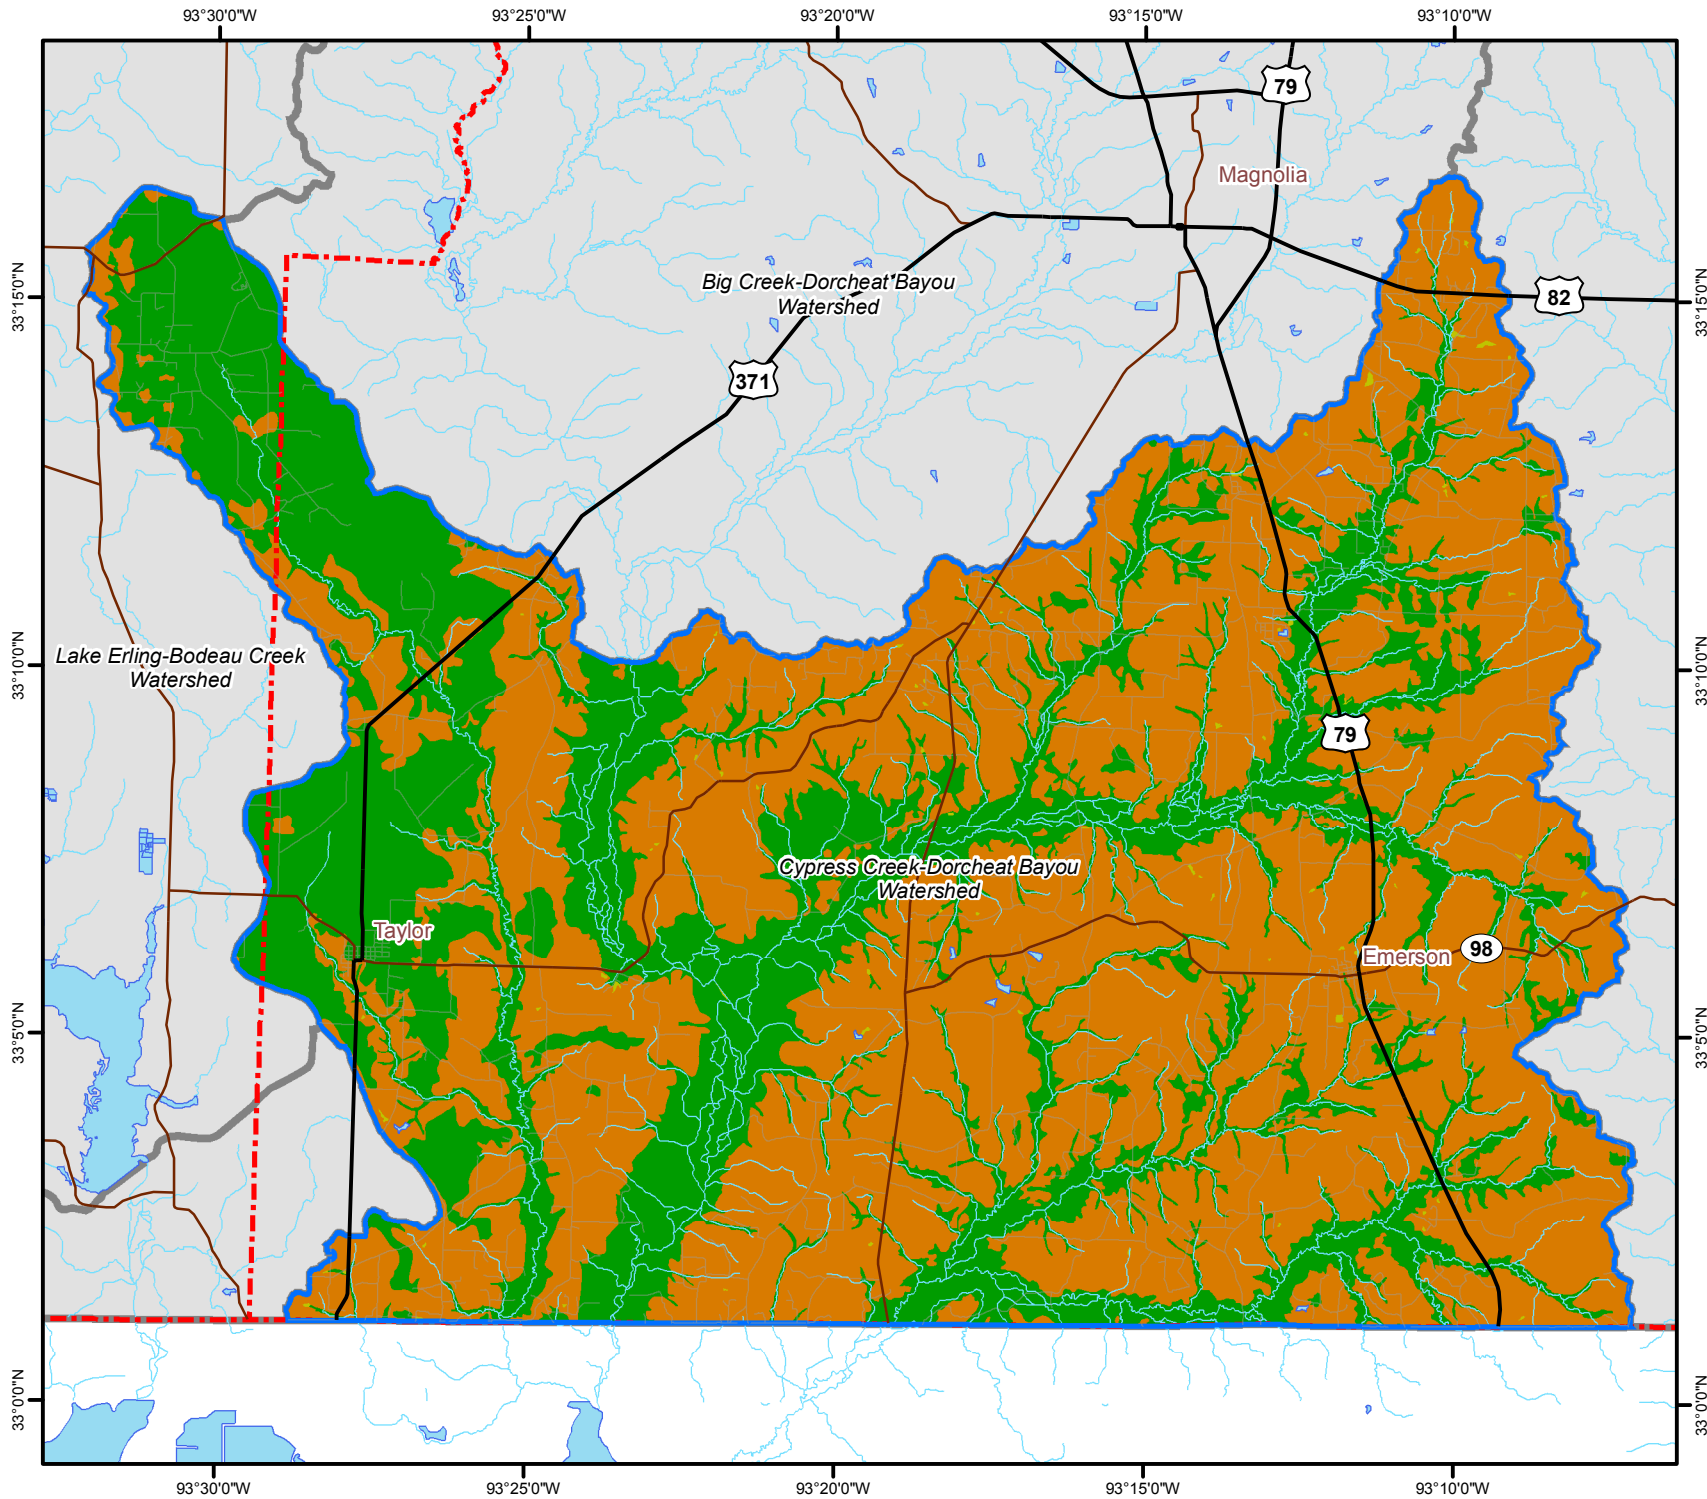 93°30'0"W
93°25'0"W
93°20'0"W
93°15'0"W
93°10'0"W
79
Magnolia
Big Creek-Dorcheat Bayou
Watershed
33°15'0"N
33°15'0"N
82
371
Lake Erling-Bodeau Creek
Watershed
33°10'0"N
33°10'0"N
79
Cypress Creek-Dorcheat Bayou
Watershed
Taylor
Emerson
98
33°5'0"N
33°5'0"N
33°0'0"N
33°0'0"N
93°30'0"W
93°25'0"W
93°20'0"W
93°15'0"W
93°10'0"W